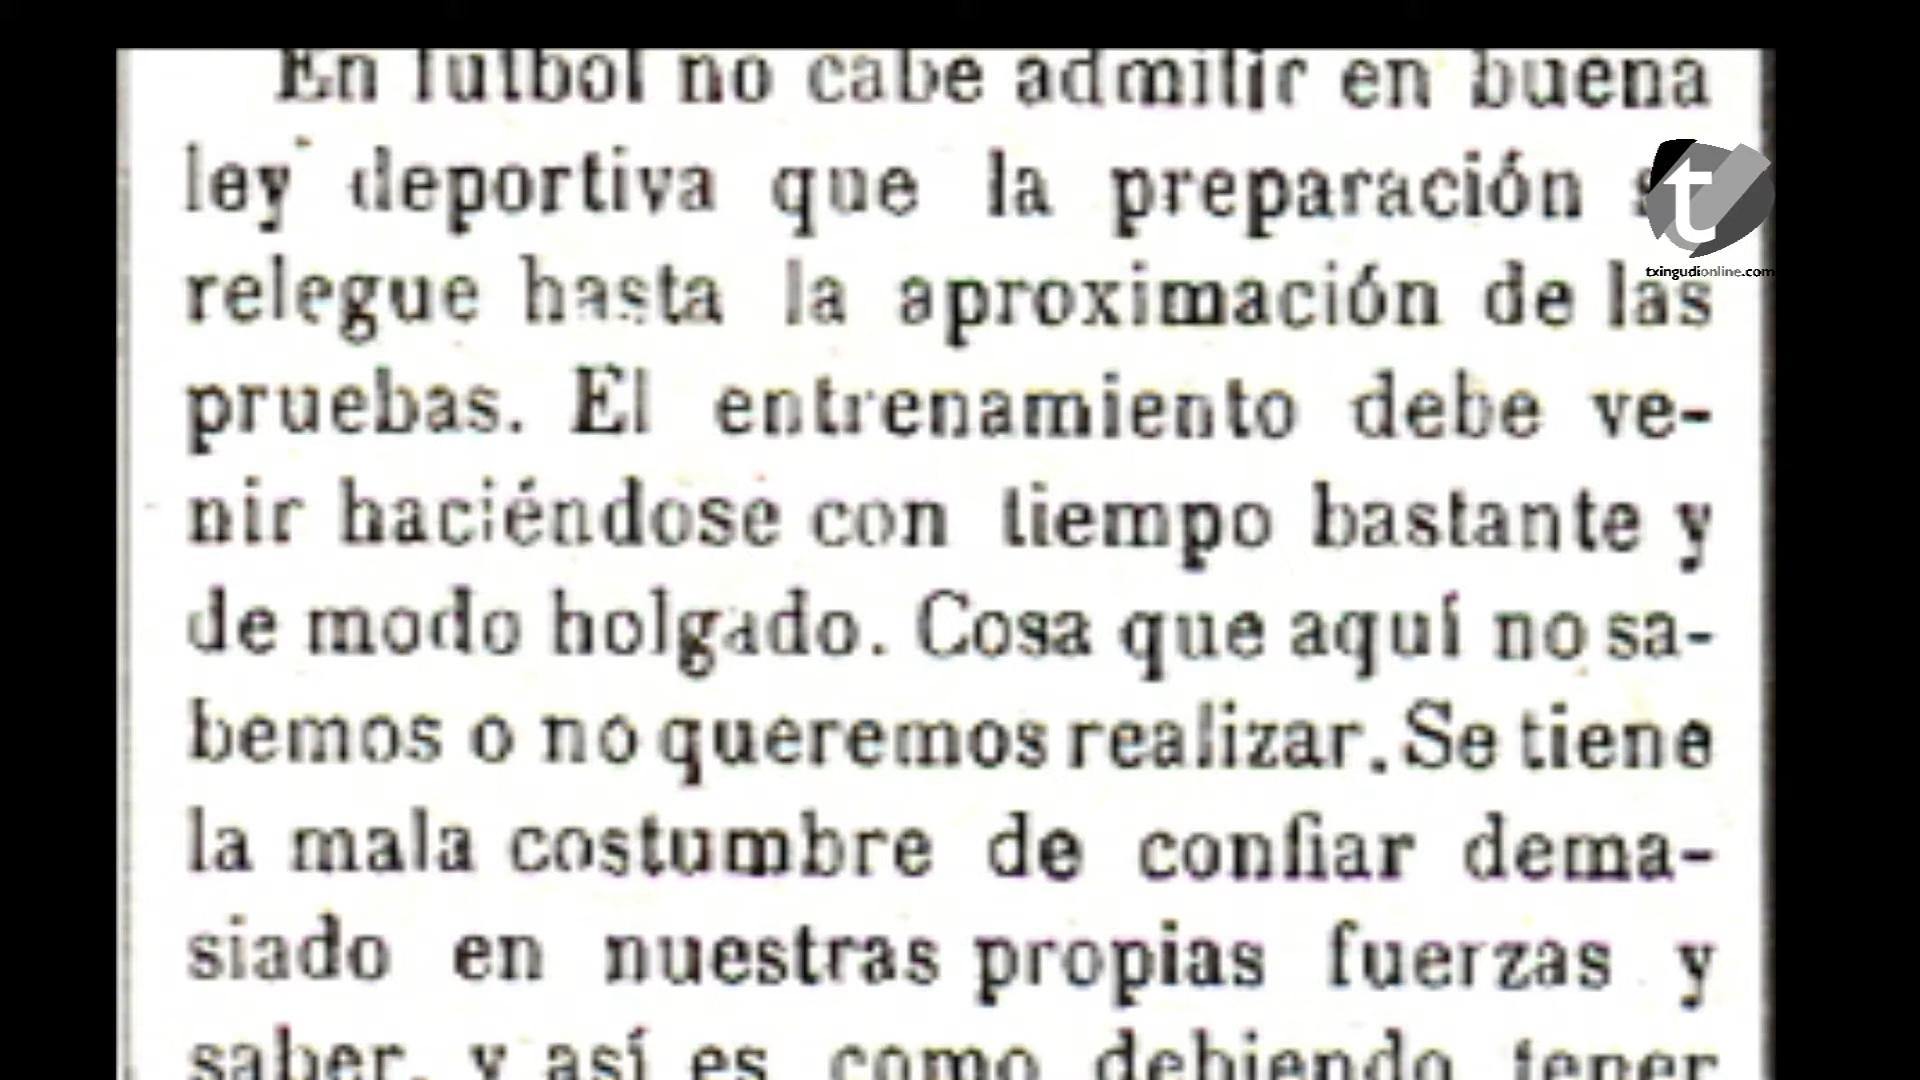 En futbol no cabe admitir en buena
ley deportiva que la preparación
relegue hasta la aproximación de las
pruebas. El entrenamiento debe ve-
nir haciéndose con tiempo bastante y
de modo holgado. Cosa que aquí no sa-
bemos o no queremos realizar. Se tiene
la mala costumbre de confiar dema-
siado en nuestras propias fuerzas y
saber, y así es como debiendo tener
t
txingudionline.com